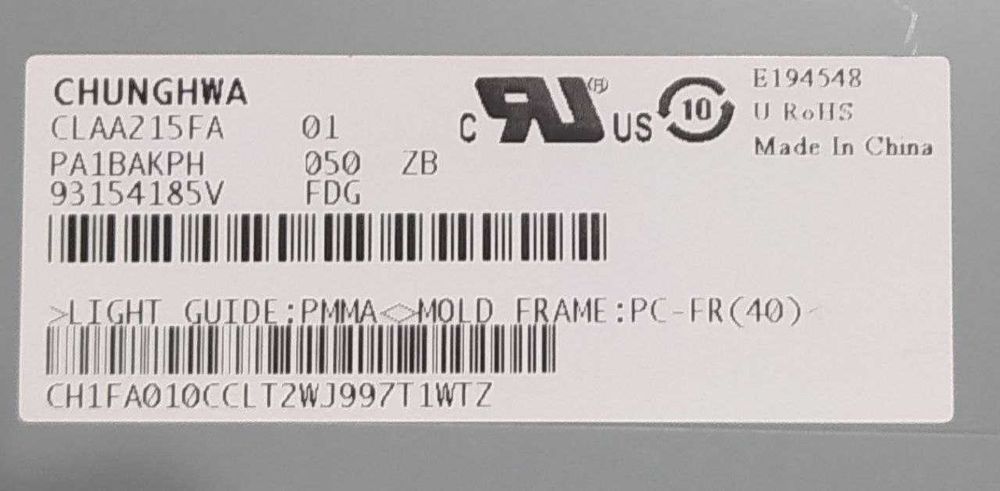 CHUNGHWA
CLAA215FA 01
PA1BAKPH 050 ZB
93154185V FDG
C UL US
10
E194548
U RoHS
Made In China
>LIGHT GUIDE:PMMA<>MOLD FRAME:PC-FR(40)<
CH1FA010CCLT2WJ997T1WTZ